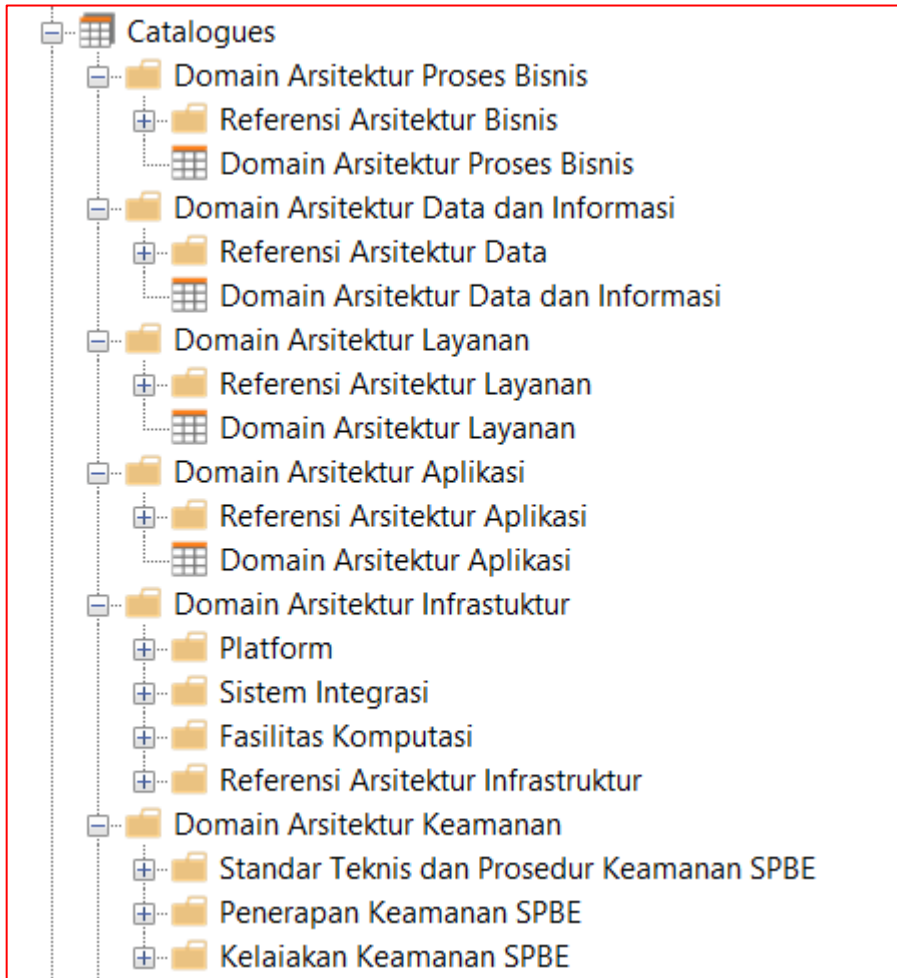 Catalogues
Domain Arsitektur Proses Bisnis
Referensi Arsitektur Bisnis
Domain Arsitektur Proses Bisnis
Domain Arsitektur Data dan Informasi
Referensi Arsitektur Data
Domain Arsitektur Data dan Informasi
Domain Arsitektur Layanan
Referensi Arsitektur Layanan
Domain Arsitektur Layanan
Domain Arsitektur Aplikasi
Referensi Arsitektur Aplikasi
Domain Arsitektur Aplikasi
Domain Arsitektur Infrastuktur
Platform
Sistem Integrasi
Fasilitas Komputasi
Referensi Arsitektur Infrastruktur
Domain Arsitektur Keamanan
Standar Teknis dan Prosedur Keamanan SPBE
Penerapan Keamanan SPBE
Kelaiakan Keamanan SPBE